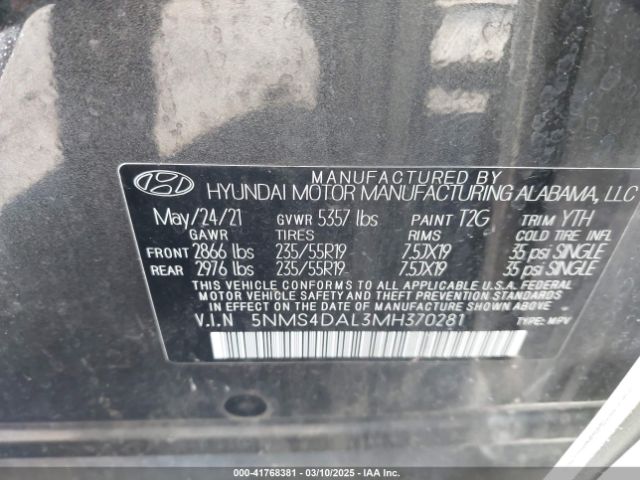 MANUFACTURED BY
HYUNDAI MOTOR MANUFACTURING ALABAMA, LLC
May/24/21 GVWR 5357 lbs PAINT T2G TRIM YTH
GAWR TIRES RIMS COLD TIRE INFL
FRONT 2866 lbs 235/55R19 7.5JX19 35 psi SINGLE
REAR 2976 lbs 235/55R19 7.5JX19 35 psi SINGLE
THIS VEHICLE CONFORMS TO ALL APPLICABLE U.S. FEDERAL
MOTOR VEHICLE SAFETY AND THEFT PREVENTION STANDARDS
IN EFFECT ON THE DATE OF MANUFACTURE SHOWN ABOVE.
V.I.N 5NMS4DAL3MH370281 TYPE: MPV
000-41768381 | 03/10/2025 | IAA Inc.